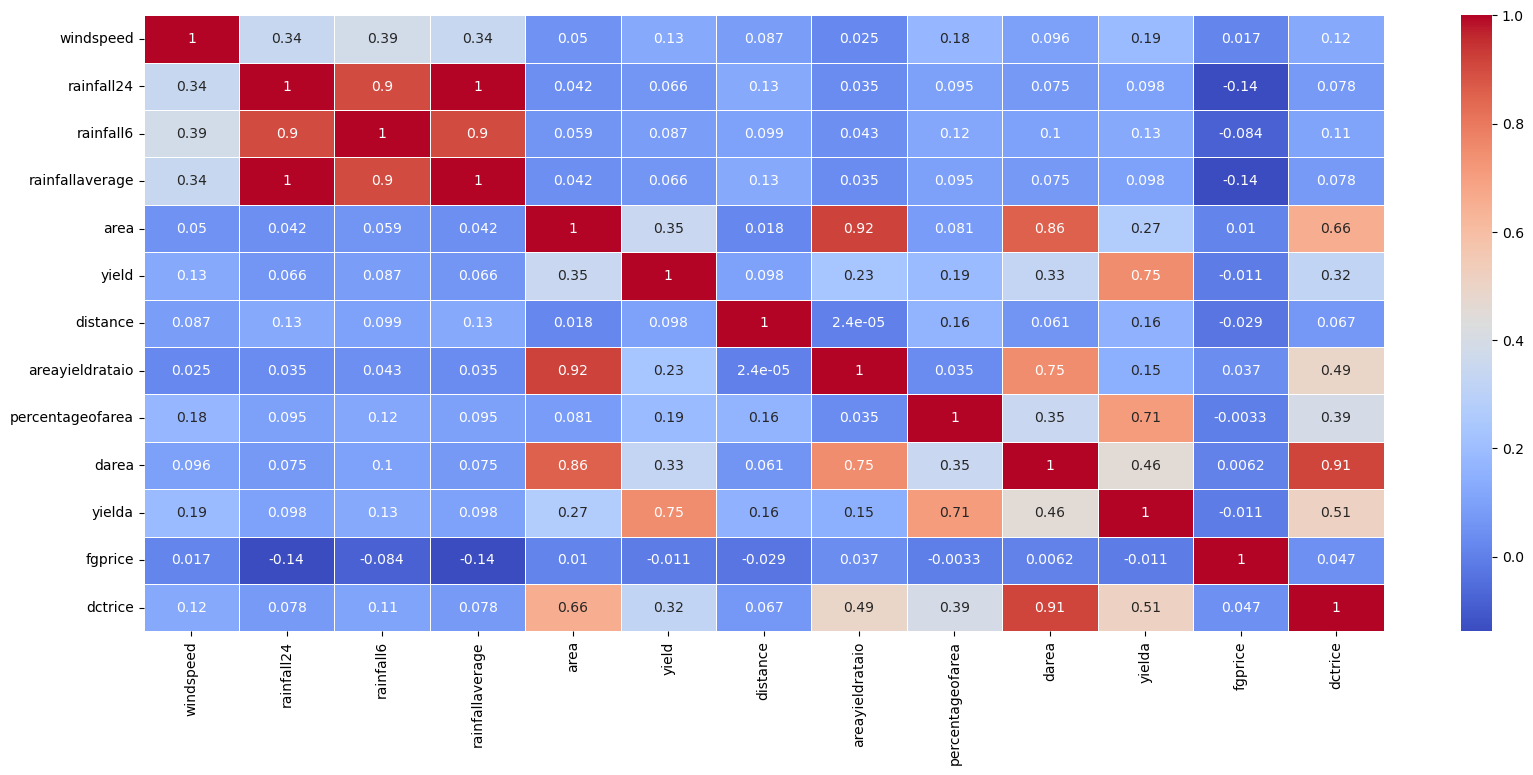 windspeed 1 0.34 0.39 0.34 0.05 0.13 0.087 0.025 0.18 0.096 0.19 0.017 0.12
rainfall24 0.34 1 0.9 1 0.042 0.066 0.13 0.035 0.095 0.075 0.098 -0.14 0.078
rainfall6 0.39 0.9 1 0.9 0.059 0.087 0.099 0.043 0.12 0.1 0.13 -0.084 0.11
rainfallaverage 0.34 1 0.9 1 0.042 0.066 0.13 0.035 0.095 0.075 0.098 -0.14 0.078
area 0.05 0.042 0.059 0.042 1 0.35 0.018 0.92 0.081 0.86 0.27 0.01 0.66
yield 0.13 0.066 0.087 0.066 0.35 1 0.098 0.23 0.19 0.33 0.75 -0.011 0.32
distance 0.087 0.13 0.099 0.13 0.018 0.098 1 2.4e-05 0.16 0.061 0.16 -0.029 0.067
areayieldrataio 0.025 0.035 0.043 0.035 0.92 0.23 2.4e-05 1 0.035 0.75 0.15 0.037 0.49
percentageofarea 0.18 0.095 0.12 0.095 0.081 0.19 0.16 0.035 1 0.35 0.71 -0.0033 0.39
darea 0.096 0.075 0.1 0.075 0.86 0.33 0.061 0.75 0.35 1 0.46 0.0062 0.91
yielda 0.19 0.098 0.13 0.098 0.27 0.75 0.16 0.15 0.71 0.46 1 -0.011 0.51
fgprice 0.017 -0.14 -0.084 -0.14 0.01 -0.011 -0.029 0.037 -0.0033 0.0062 -0.011 1 0.047
dctrice 0.12 0.078 0.11 0.078 0.66 0.32 0.067 0.49 0.39 0.91 0.51 0.047 1
windspeed
rainfall24
rainfall6
rainfallaverage
area
yield
distance
areayieldrataio
percentageofarea
darea
yielda
fgprice
dctrice
1.0
0.8
0.6
0.4
0.2
0.0